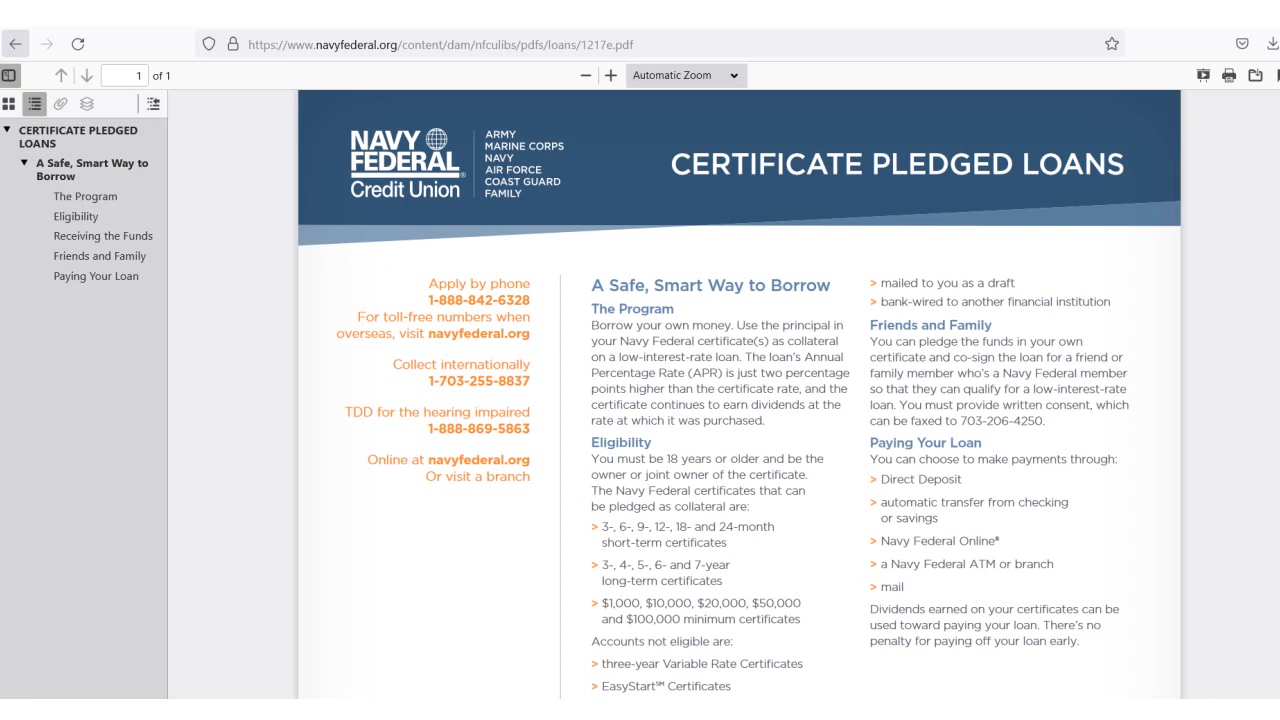 https://www.navyfederal.org/content/dam/nfculibs/pdfs/loans/1217e.pdf
1 of 1
Automatic Zoom
CERTIFICATE PLEDGED
LOANS
A Safe, Smart Way to
Borrow
The Program
Eligibility
Receiving the Funds
Friends and Family
Paying Your Loan
NAVY
FEDERAL®
Credit Union
ARMY
MARINE CORPS
NAVY
AIR FORCE
COAST GUARD
FAMILY
CERTIFICATE PLEDGED LOANS
Apply by phone
1-888-842-6328
For toll-free numbers when
overseas, visit navyfederal.org
Collect internationally
1-703-255-8837
TDD for the hearing impaired
1-888-869-5863
Online at navyfederal.org
Or visit a branch
A Safe, Smart Way to Borrow
The Program
Borrow your own money. Use the principal in
your Navy Federal certificate(s) as collateral
on a low-interest-rate loan. The loan's Annual
Percentage Rate (APR) is just two percentage
points higher than the certificate rate, and the
certificate continues to earn dividends at the
rate at which it was purchased.
Eligibility
You must be 18 years or older and be the
owner or joint owner of the certificate.
The Navy Federal certificates that can
be pledged as collateral are:
> 3-, 6-, 9-, 12-, 18- and 24-month
short-term certificates
> 3-, 4-, 5-, 6- and 7-year
long-term certificates
> $1,000, $10,000, $20,000, $50,000
and $100,000 minimum certificates
Accounts not eligible are:
> three-year Variable Rate Certificates
> EasyStart℠ Certificates
> mailed to you as a draft
> bank-wired to another financial institution
Friends and Family
You can pledge the funds in your own
certificate and co-sign the loan for a friend or
family member who's a Navy Federal member
so that they can qualify for a low-interest-rate
loan. You must provide written consent, which
can be faxed to 703-206-4250.
Paying Your Loan
You can choose to make payments through:
> Direct Deposit
> automatic transfer from checking
or savings
> Navy Federal Online®
> a Navy Federal ATM or branch
> mail
Dividends earned on your certificates can be
used toward paying your loan. There's no
penalty for paying off your loan early.